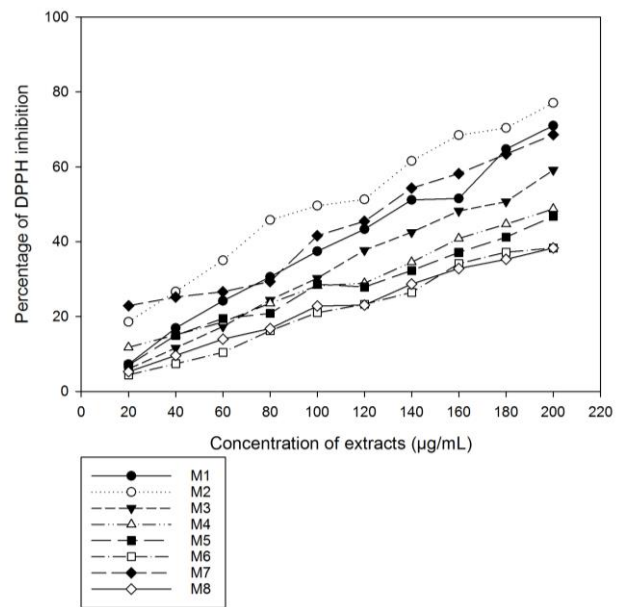 Percentage of DPPH inhibition
100
80
60
40
20
0
0 20 40 60 80 100 120 140 160 180 200 220
Concentration of extracts (μg/mL)
M1
M2
M3
M4
M5
M6
M7
M8